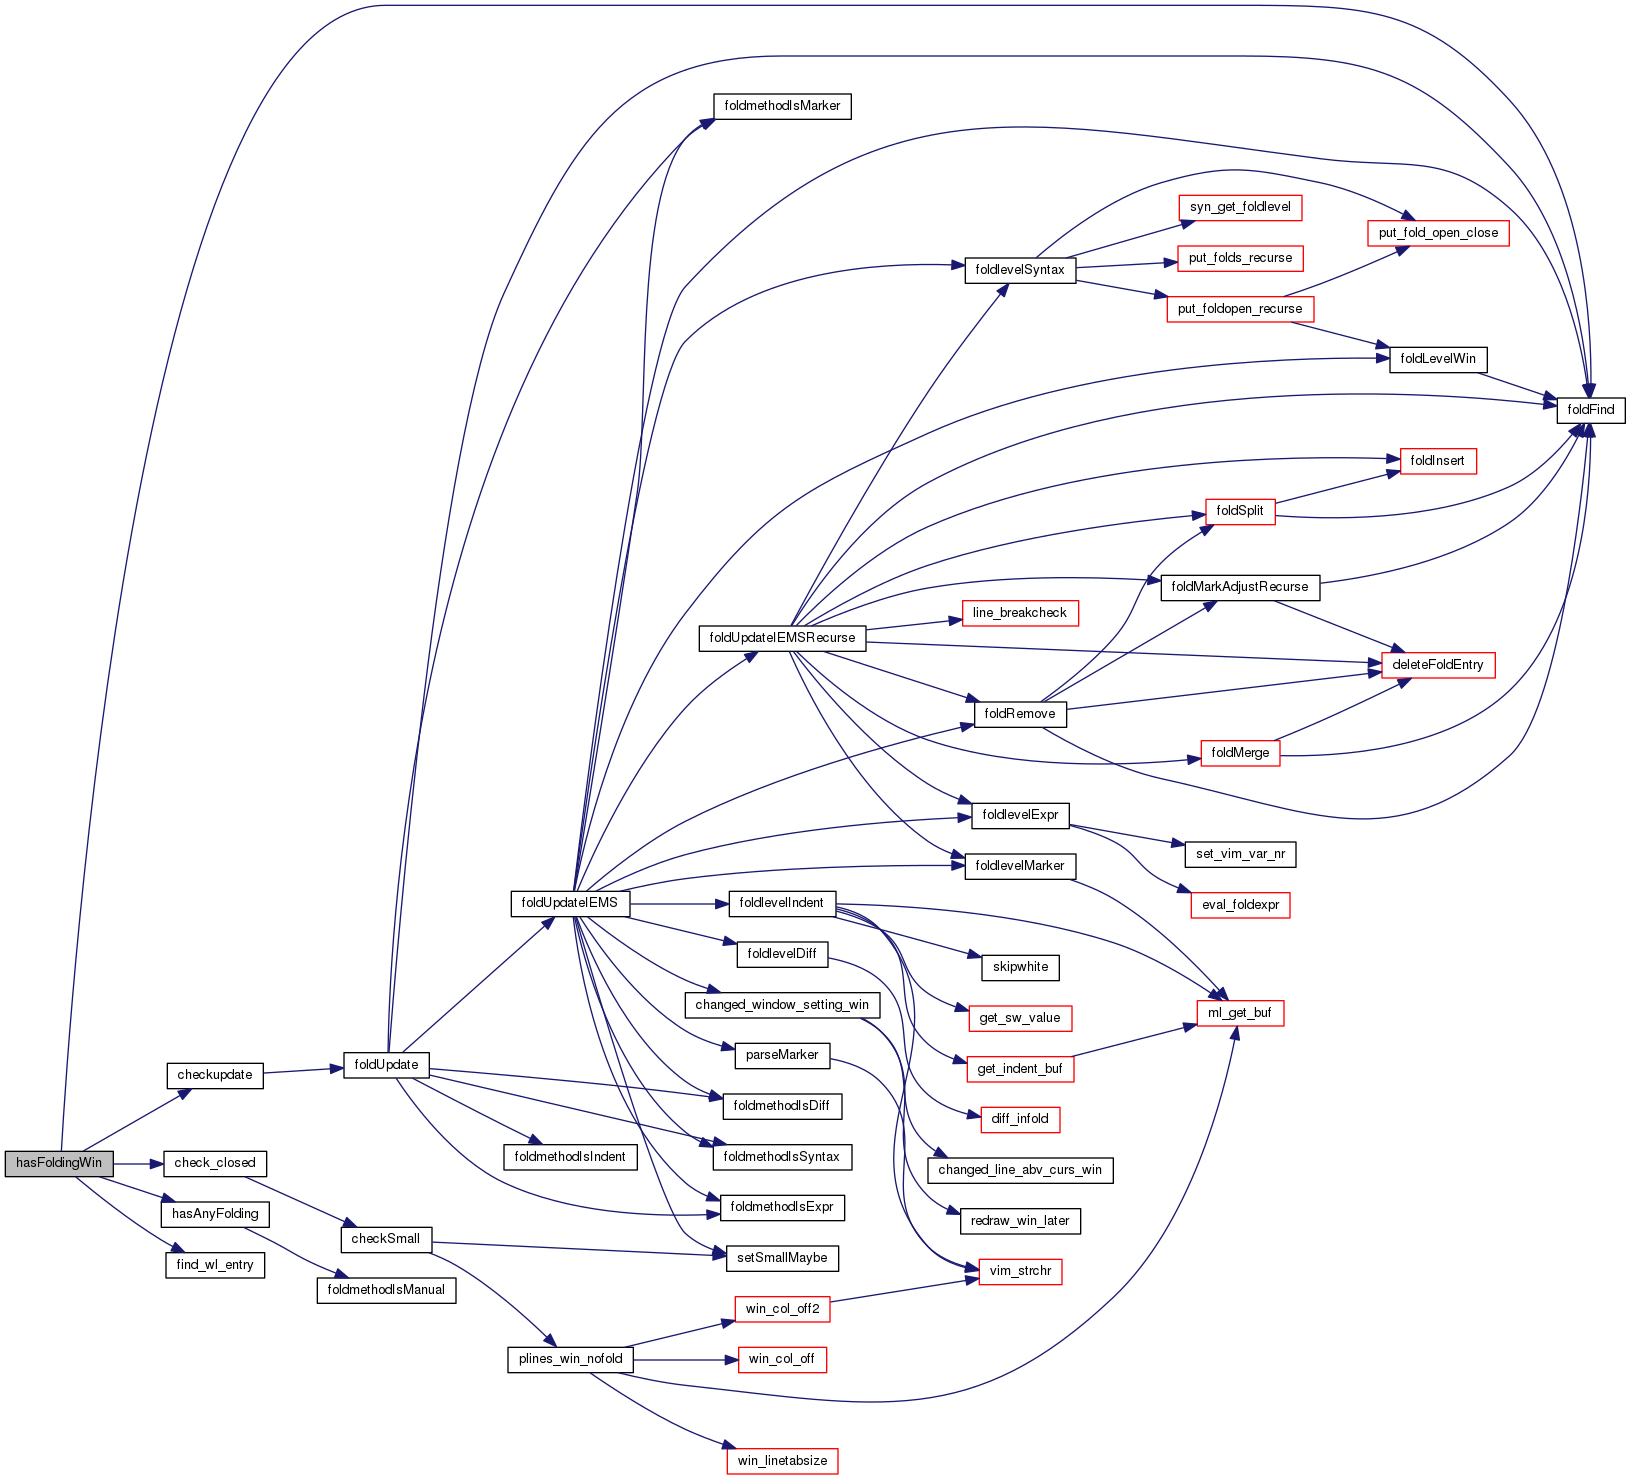 foldmethodIsMarker
syn_get_foldlevel
put_fold_open_close
put_folds_recurse
foldlevelSyntax
put_foldopen_recurse
foldLevelWin
foldFind
foldInsert
foldSplit
foldMarkAdjustRecurse
line_breakcheck
foldUpdateIEMSRecurse
deleteFoldEntry
foldRemove
foldMerge
foldlevelExpr
set_vim_var_nr
foldlevelMarker
eval_foldexpr
foldUpdateIEMS
foldlevelIndent
foldlevelDiff
skipwhite
changed_window_setting_win
get_sw_value
ml_get_buf
parseMarker
foldUpdate
get_indent_buf
checkupdate
foldmethodIsDiff
diff_infold
foldmethodIsIndent
foldmethodIsSyntax
hasFoldingWin
check_closed
changed_line_abv_curs_win
foldmethodIsExpr
hasAnyFolding
redraw_win_later
checkSmall
setSmallMaybe
find_wl_entry
vim_strchr
foldmethodIsManual
win_col_off2
plines_win_nofold
win_col_off
win_linetabsize